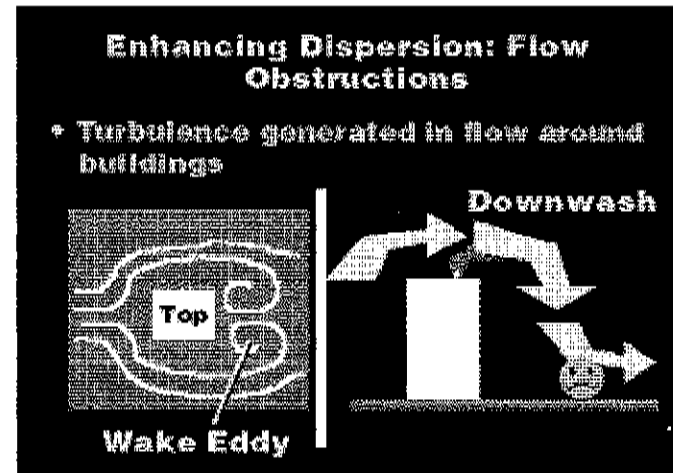 Enhancing Dispersion: Flow
Obstructions
• Turbulence generated in flow around
buildings
Downwash
Top
Wake Eddy